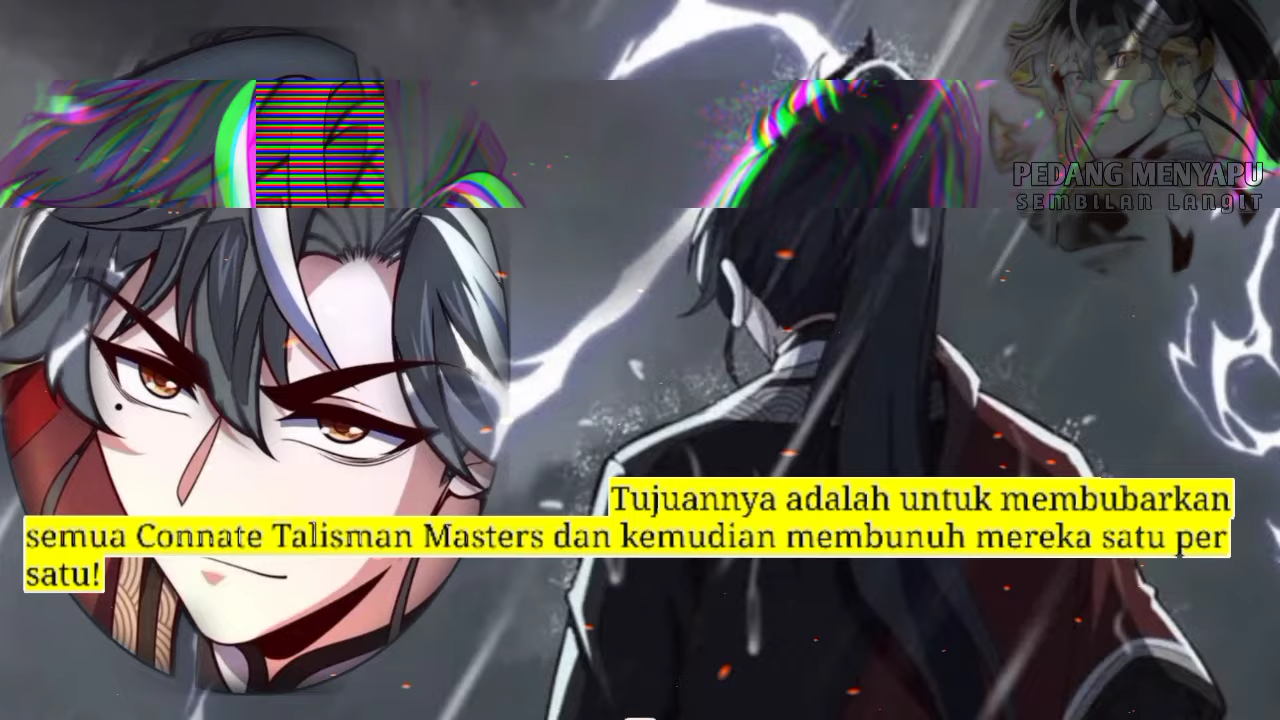 PEDANG MENYAPU
SEMBILAN LANGIT
Tujuannya adalah untuk membubarkan
semua Connate Talisman Masters dan kemudian membunuh mereka satu per
satu!